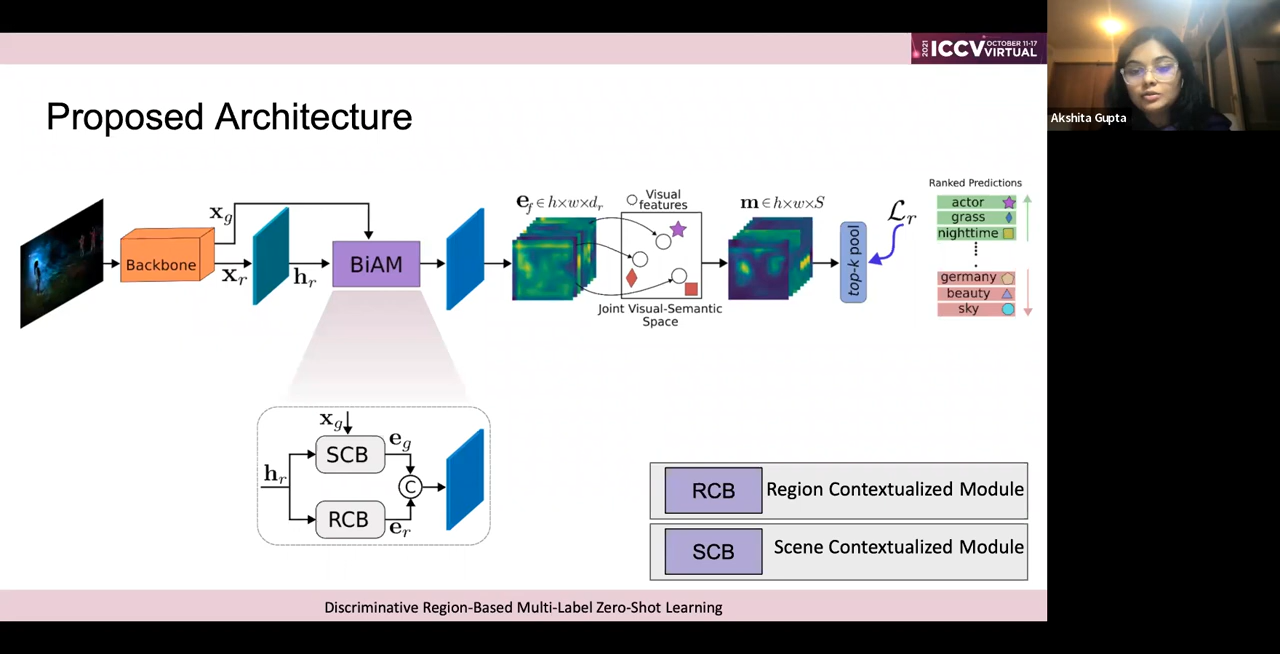 2021 ICCV OCTOBER 11-17 VIRTUAL
Akshita Gupta
Proposed Architecture
x_g
Backbone
x_r
h_r
BiAM
e_f ∈ h×w×d_r
Visual features
Joint Visual-Semantic
Space
m ∈ h×w×S
top-k pool
L_r
Ranked Predictions
actor
grass
nighttime
germany
beauty
sky
x_g
h_r
SCB
e_g
C
RCB
e_r
RCB Region Contextualized Module
SCB Scene Contextualized Module
Discriminative Region-Based Multi-Label Zero-Shot Learning